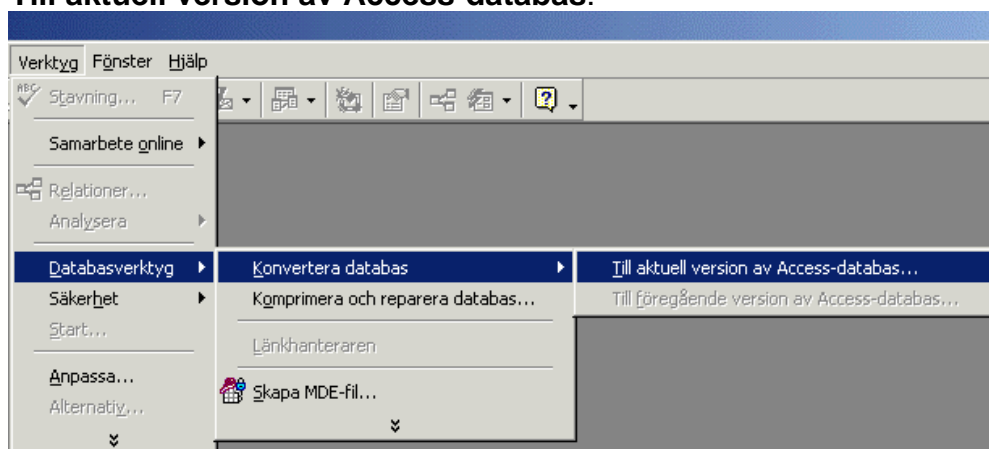 Till aktuell version av Access-databas.
Verktyg Fönster Hjälp
ABC Stavning... F7
Samarbete online
Relationer...
Analysera
Databasverktyg Konvertera databas Till aktuell version av Access-databas...
Säkerhet Komprimera och reparera databas... Till föregående version av Access-databas...
Start...
Länkhanteraren
Anpassa...
Skapa MDE-fil...
Alternativ...